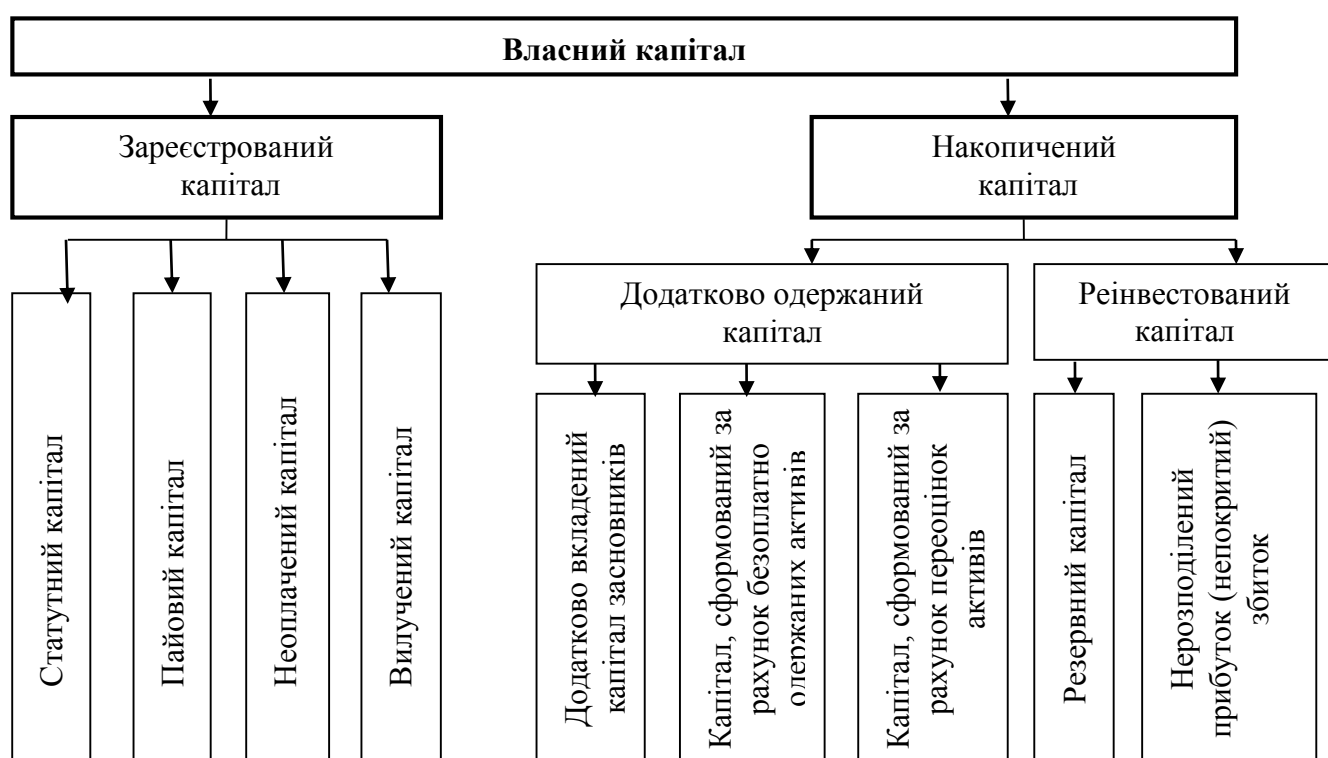 Власний капітал
Зареєстрований
капітал
Накопичений
капітал
Додатково одержаний
капітал
Реінвестований
капітал
Статутний капітал
Пайовий капітал
Неоплачений капітал
Вилучений капітал
Додатково вкладений
капітал засновників
Капітал, сформований за
рахунок безоплатно
одержаних активів
Капітал, сформований за
рахунок переоцінок
активів
Резервний капітал
Нерозподілений
прибуток (непокритий)
збиток